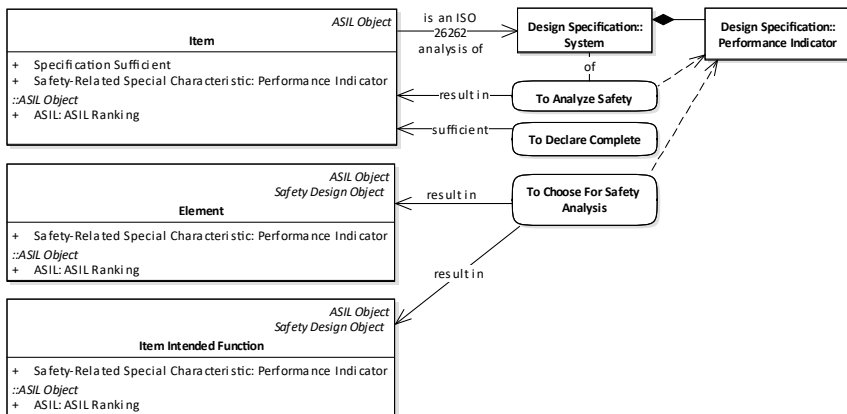 ASIL Object
Item
+ Specification Sufficient
+ Safety-Related Special Characteristic: Performance Indicator
::ASIL Object
+ ASIL: ASIL Ranking
is an ISO
26262
analysis of
Design Specification::
System
Design Specification::
Performance Indicator
of
result in
To Analyze Safety
sufficient
To Declare Complete
ASIL Object
Safety Design Object
Element
+ Safety-Related Special Characteristic: Performance Indicator
::ASIL Object
+ ASIL: ASIL Ranking
result in
To Choose For Safety
Analysis
result in
ASIL Object
Safety Design Object
Item Intended Function
+ Safety-Related Special Characteristic: Performance Indicator
::ASIL Object
+ ASIL: ASIL Ranking